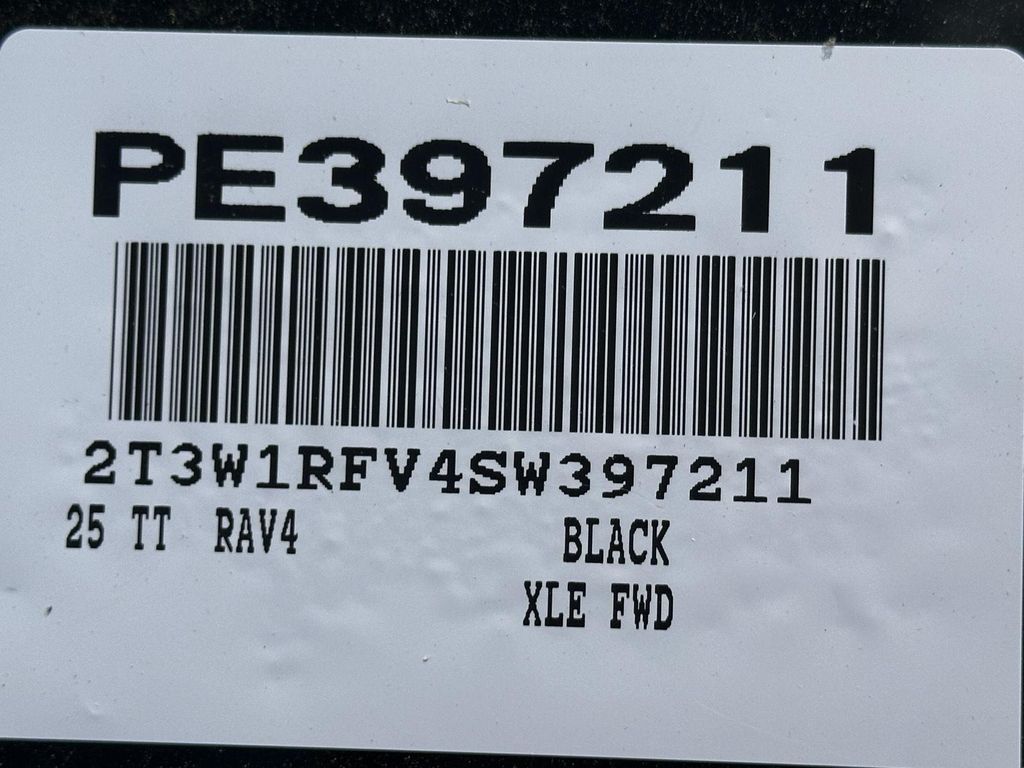 PE397211
2T3W1RFV4SW397211
25 TT RAV4 BLACK
XLE FWD